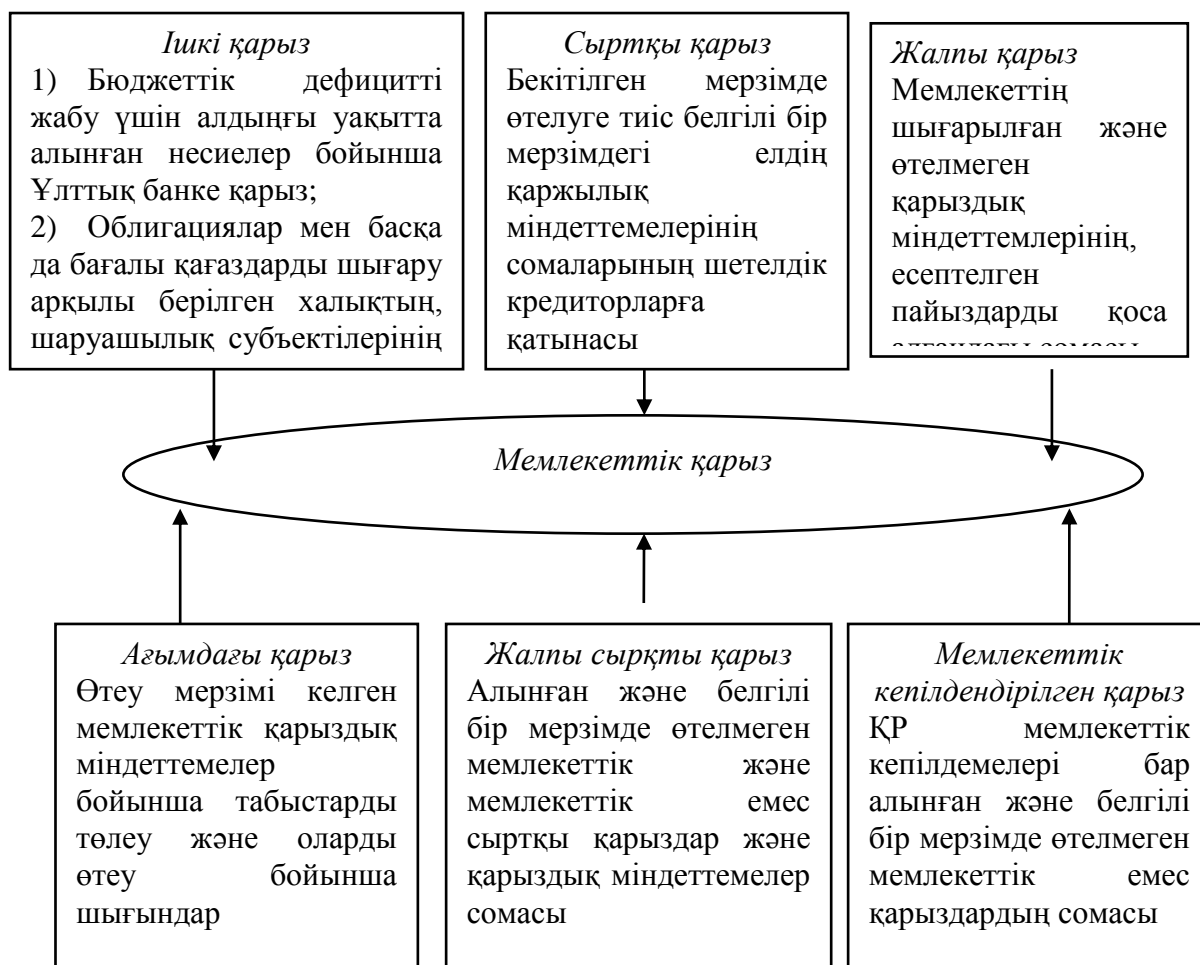 Ішкі қарыз
1) Бюджеттік дефицитті
жабу үшін алдыңғы уақытта
алынған несиелер бойынша
Ұлттық банке қарыз;
2) Облигациялар мен басқа
да бағалы қағаздарды шығару
арқылы берілген халықтың,
шаруашылық субъектілерінің
Сыртқы қарыз
Бекітілген мерзімде
өтелуге тиіс белгілі бір
мерзімдегі елдің
қаржылық
міндеттемелерінің
сомаларының шетелдік
кредиторларға
қатынасы
Жалпы қарыз
Мемлекеттің
шығарылған және
өтелмеген
қарыздық
міндеттмлерінің,
есептелген
пайыздарды қоса
Мемлекеттік қарыз
Ағымдағы қарыз
Өтеу мерзімі келген
мемлекеттік қарыздық
міндеттемелер
бойынша табыстарды
төлеу және оларды
өтеу бойынша
шығындар
Жалпы сырқты қарыз
Алынған және белгілі
бір мерзімде өтелмеген
мемлекеттік және
мемлекеттік емес
сыртқы қарыздар және
қарыздық міндеттемелер
сомасы
Мемлекеттік
кепілдендірілген қарыз
ҚР мемлекеттік
кепілдемелері бар
алынған және белгілі
бір мерзімде өтелмеген
мемлекеттік емес
қарыздардың сомасы